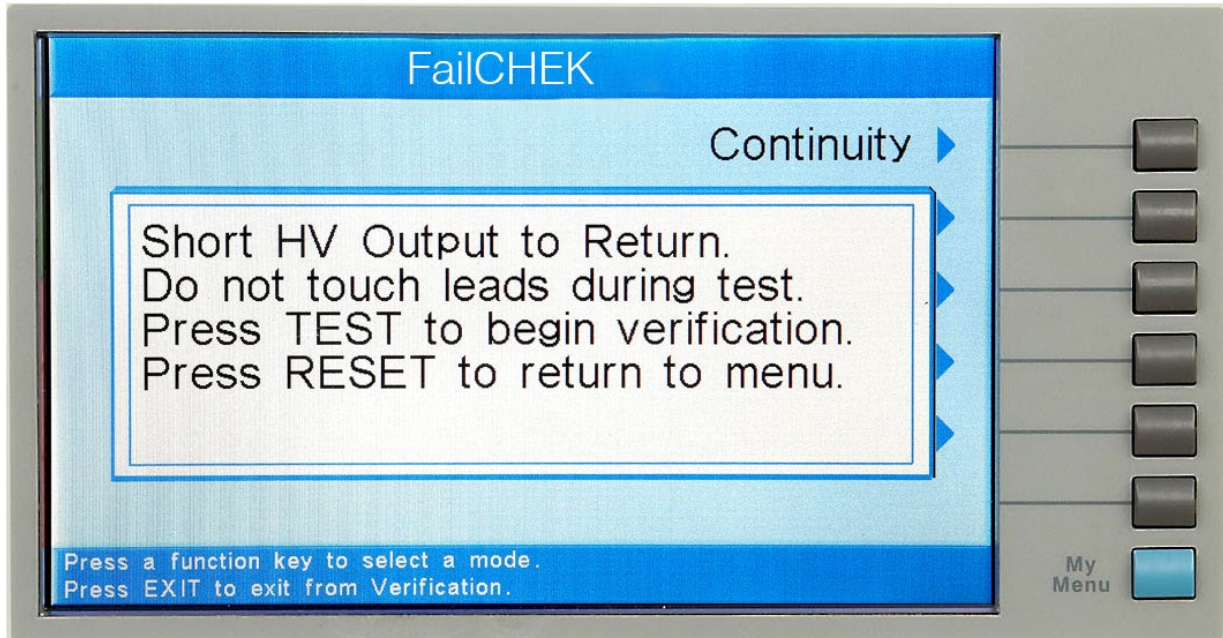 FailCHEK
Continuity
Short HV Output to Return.
Do not touch leads during test.
Press TEST to begin verification.
Press RESET to return to menu.
Press a function key to select a mode.
Press EXIT to exit from Verification.
My
Menu